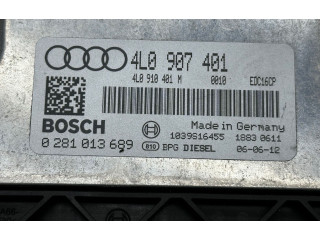 4L0 907 401
4L0 910 401 M 0010 EDC16CP
BOSCH Made in Germany
1039S16455 1883 0611
0 281 013 689 010 BPG DIESEL 06-06-12